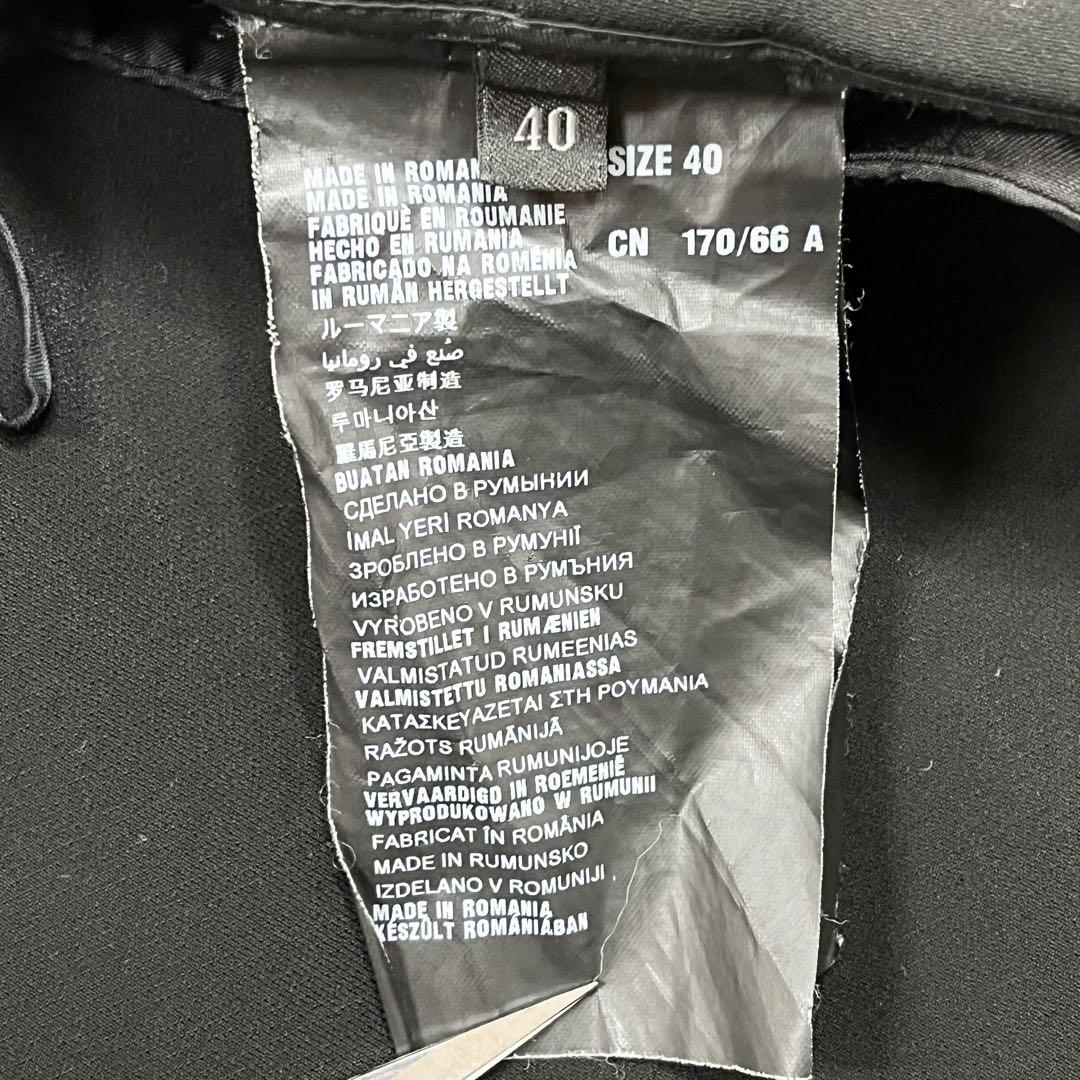 40
SIZE 40
CN 170/66 A
MADE IN ROMAN
MADE IN ROMANIA
FABRIQUÈ EN ROUMANIE
HECHO EN RUMANIA
FABRICADO NA ROMÉNIA
IN RUMÄN HERGESTELLT
ルーマニア製
صُنع في رومانيا
罗马尼亚制造
루마니아산
羅馬尼亞製造
BUATAN ROMANIA
СДЕЛАНО В РУМЫНИИ
İMAL YERİ ROMANYA
ЗРОБЛЕНО В РУМУНІЇ
ИЗРАБОТЕНО В РУМЪНИЯ
VYROBENO V RUMUNSKU
FREMSTILLET I RUMÆNIEN
VALMISTATUD RUMEENIAS
VALMISTETTU ROMANIASSA
ΚΑΤΑΣΚΕΥΑΖΕΤΑΙ ΣΤΗ ΡΟΥΜΑΝΙΑ
RAŽOTS RUMĀNIJĀ
PAGAMINTA RUMUNIJOJE
VERVAARDIGD IN ROEMENIË
WYPRODUKOWANO W RUMUNII
FABRICAT ÎN ROMÂNIA
MADE IN RUMUNSKO
IZDELANO V ROMUNIJI
MADE IN ROMANIA
KÉSZÜLT ROMÁNIÁBAN